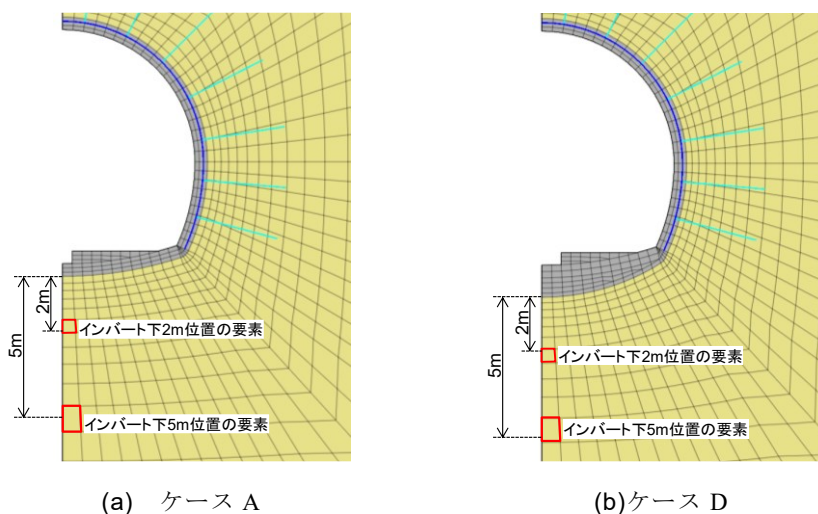 2m
5m
インバート下2m位置の要素
インバート下5m位置の要素
(a) ケース A
2m
5m
インバート下2m位置の要素
インバート下5m位置の要素
(b)ケース D